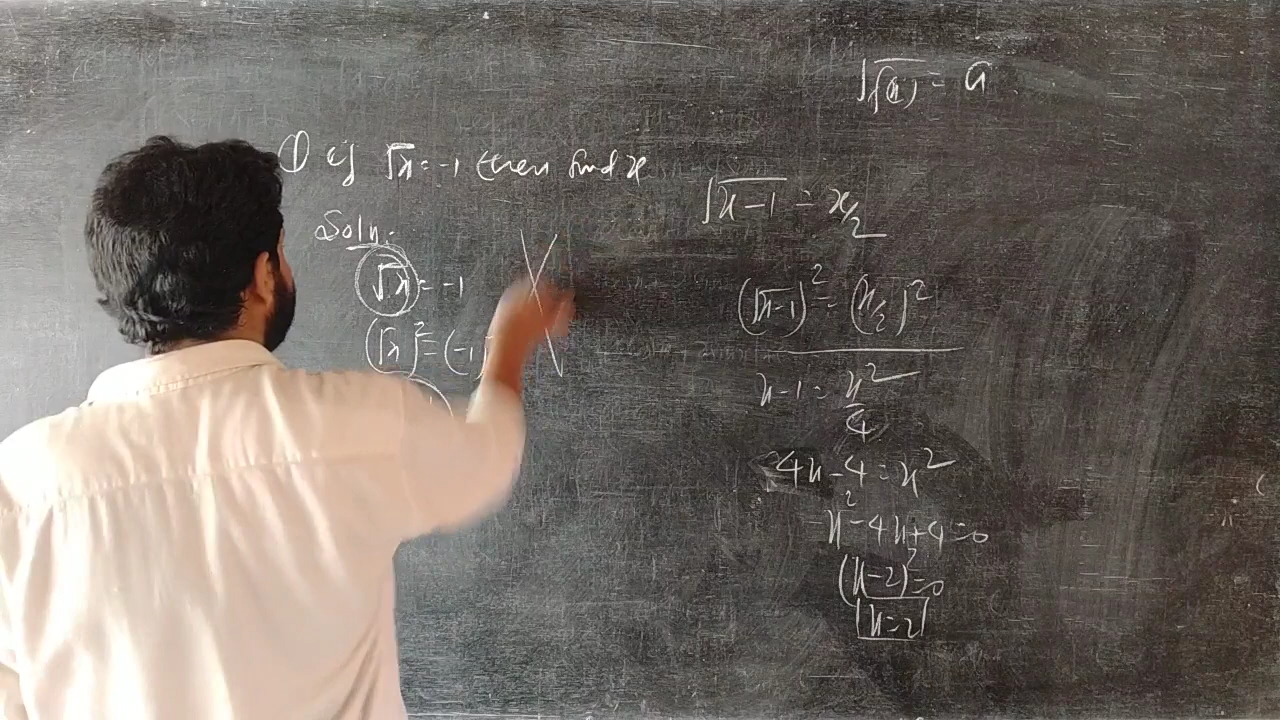 ① If √x = -1 then find x
Soln:
√x = -1
(√x)² = (-1)
√f(x) = a
√x-1 = x/2
(√x-1)² = (x/2)²
x-1 = x²/4
4x-4 = x²
x²-4x+4=0
(x-2)²=0
x=2